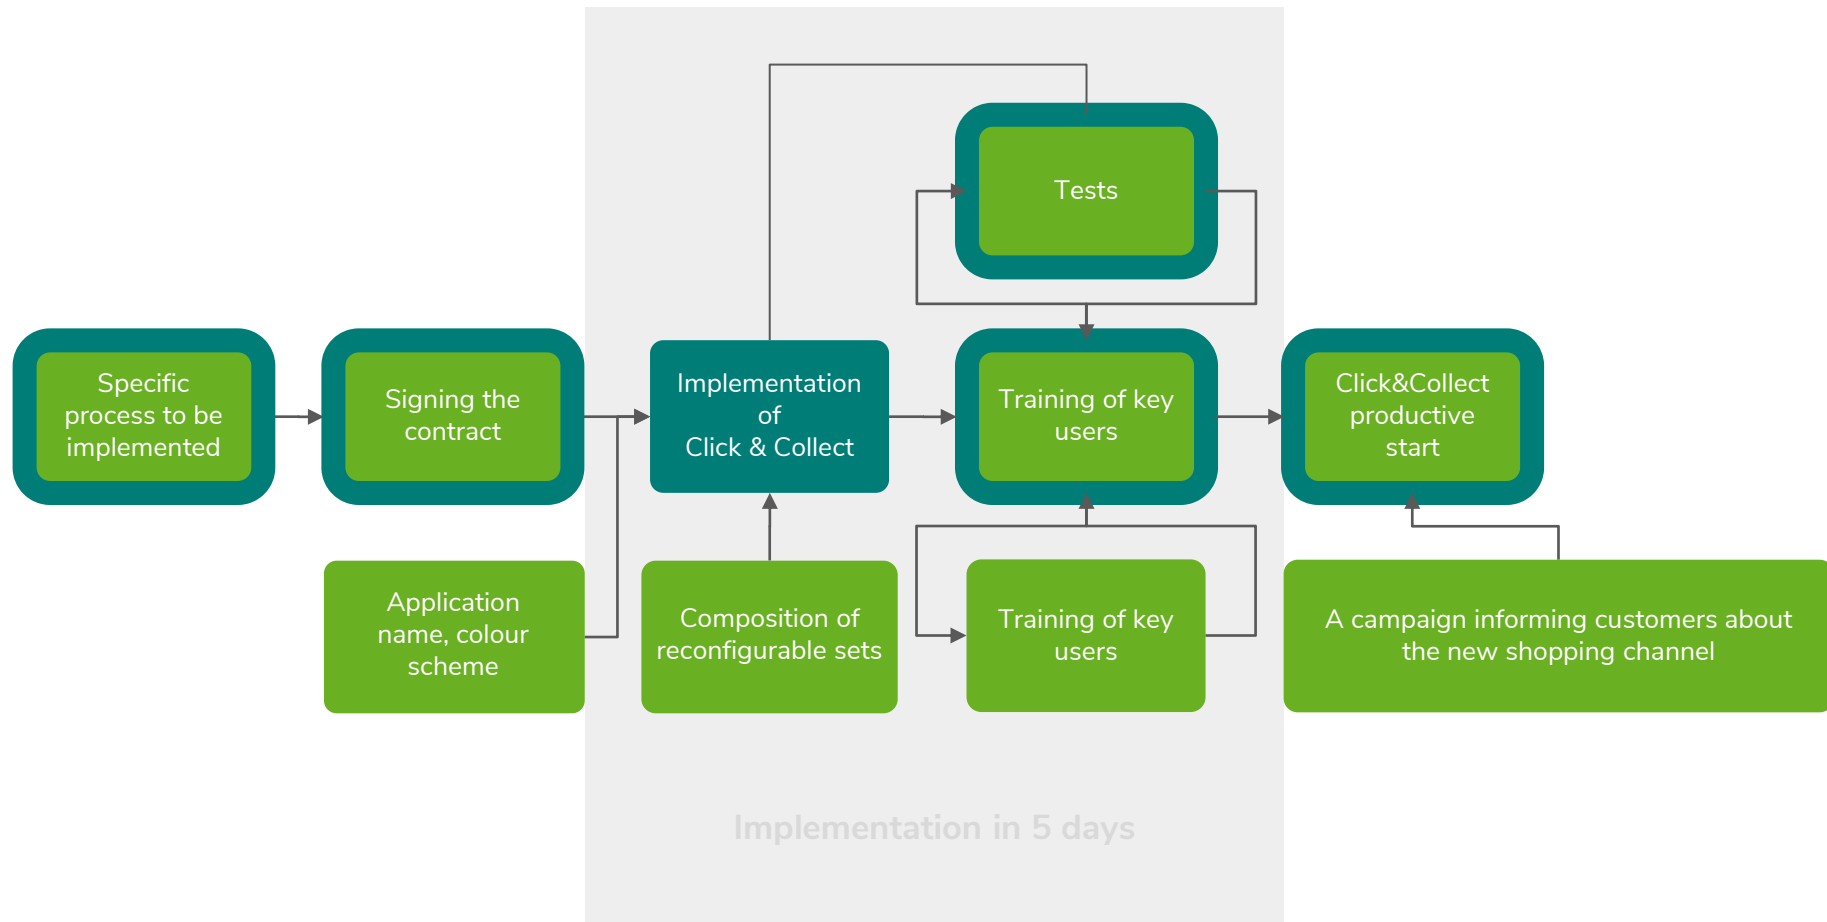 Tests
Specific
process to be
implemented
Signing the
contract
Implementation
of
Click & Collect
Training of key
users
Click&Collect
productive
start
Application
name, colour
scheme
Composition of
reconfigurable sets
Training of key
users
A campaign informing customers about
the new shopping channel
Implementation in 5 days